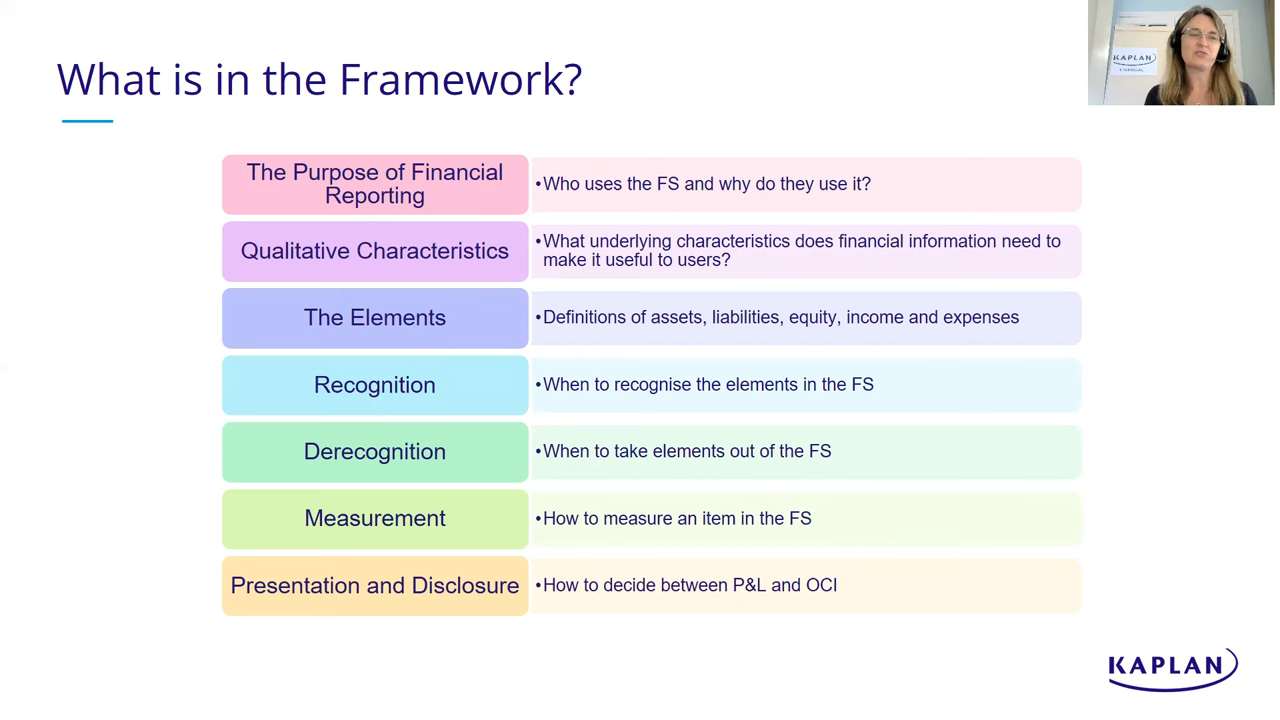 What is in the Framework?
KAPLAN
FINANCIAL
The Purpose of Financial
Reporting
•Who uses the FS and why do they use it?
Qualitative Characteristics
•What underlying characteristics does financial information need to
make it useful to users?
The Elements
•Definitions of assets, liabilities, equity, income and expenses
Recognition
•When to recognise the elements in the FS
Derecognition
•When to take elements out of the FS
Measurement
•How to measure an item in the FS
Presentation and Disclosure
•How to decide between P&L and OCI
KAPLAN